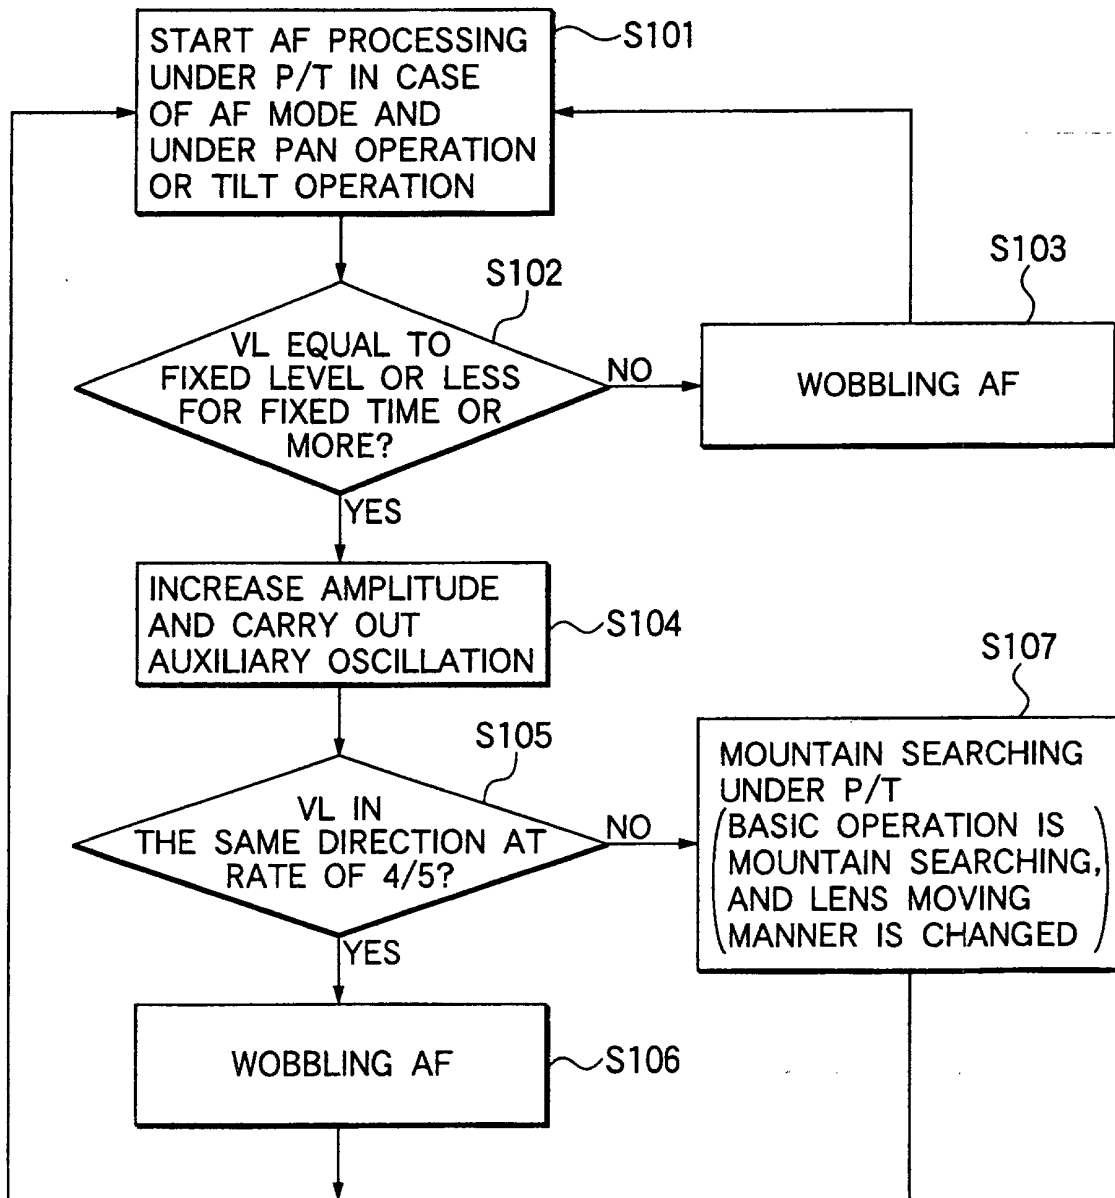 START AF PROCESSING
UNDER P/T IN CASE
OF AF MODE AND
UNDER PAN OPERATION
OR TILT OPERATION
S101
S102
VL EQUAL TO
FIXED LEVEL OR LESS
FOR FIXED TIME OR
MORE?
NO
YES
S103
WOBBLING AF
INCREASE AMPLITUDE
AND CARRY OUT
AUXILIARY OSCILLATION
S104
S105
VL IN
THE SAME DIRECTION AT
RATE OF 4/5?
NO
YES
S107
MOUNTAIN SEARCHING
UNDER P/T
(BASIC OPERATION IS
MOUNTAIN SEARCHING,
AND LENS MOVING
MANNER IS CHANGED)
WOBBLING AF
S106